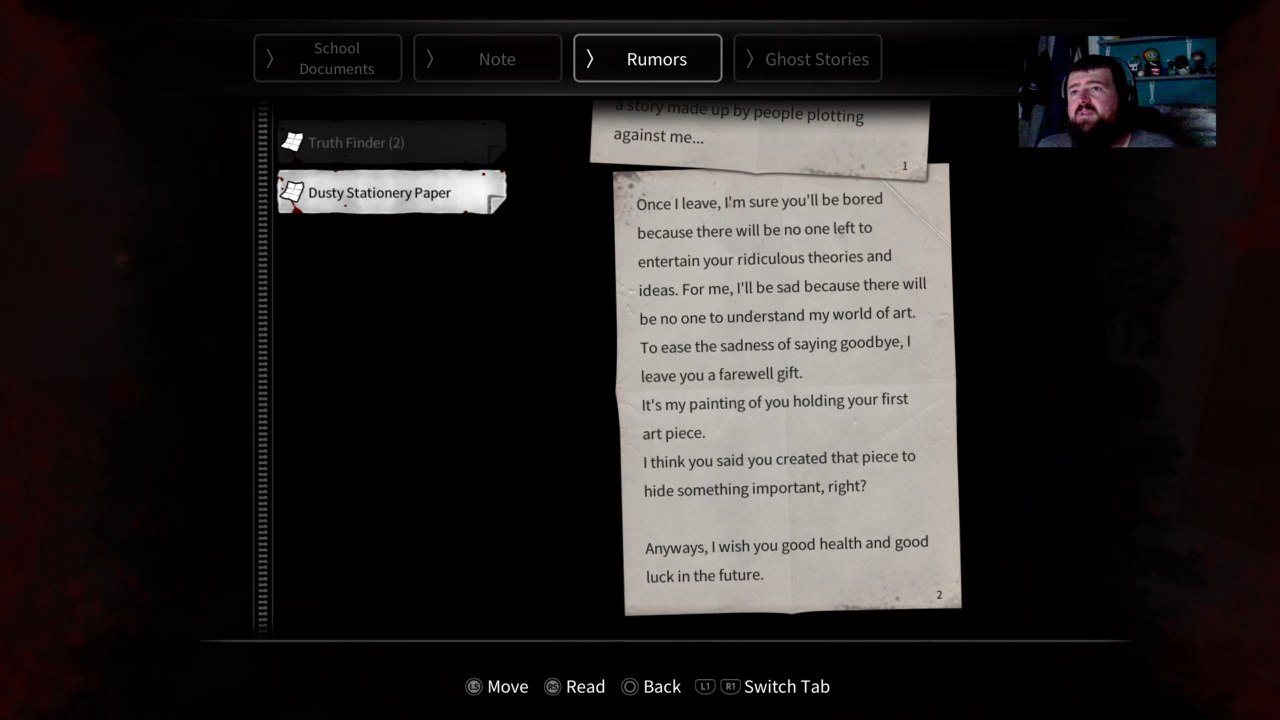 School
Documents
Note
Rumors
Ghost Stories
Truth Finder (2)
Dusty Stationery Paper
a story made up by people plotting
against me...
1
Once I leave, I'm sure you'll be bored
because there will be no one left to
entertain your ridiculous theories and
ideas. For me, I'll be sad because there will
be no one to understand my world of art.
To ease the sadness of saying goodbye, I
leave you a farewell gift.
It's my painting of you holding your first
art piece.
I think you said you created that piece to
hide something important, right?
Anyways, I wish you good health and good
luck in the future.
2
LS Move RS Read Back L1 R1 Switch Tab